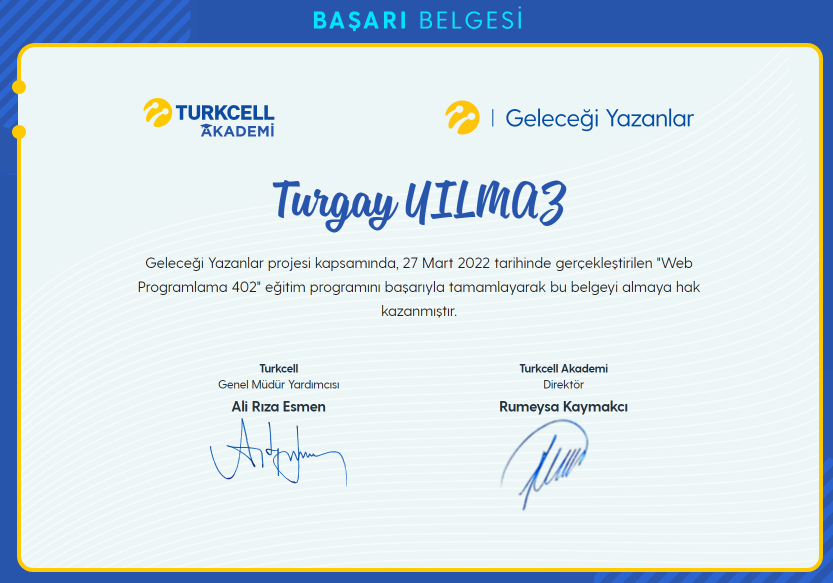 BAŞARI BELGESİ
TURKCELL
AKADEMİ
Geleceği Yazanlar
Turgay YILMAZ
Geleceği Yazanlar projesi kapsamında, 27 Mart 2022 tarihinde gerçekleştirilen "Web
Programlama 402" eğitim programını başarıyla tamamlayarak bu belgeyi almaya hak
kazanmıştır.
Turkcell
Genel Müdür Yardımcısı
Ali Rıza Esmen
Turkcell Akademi
Direktör
Rumeysa Kaymakcı